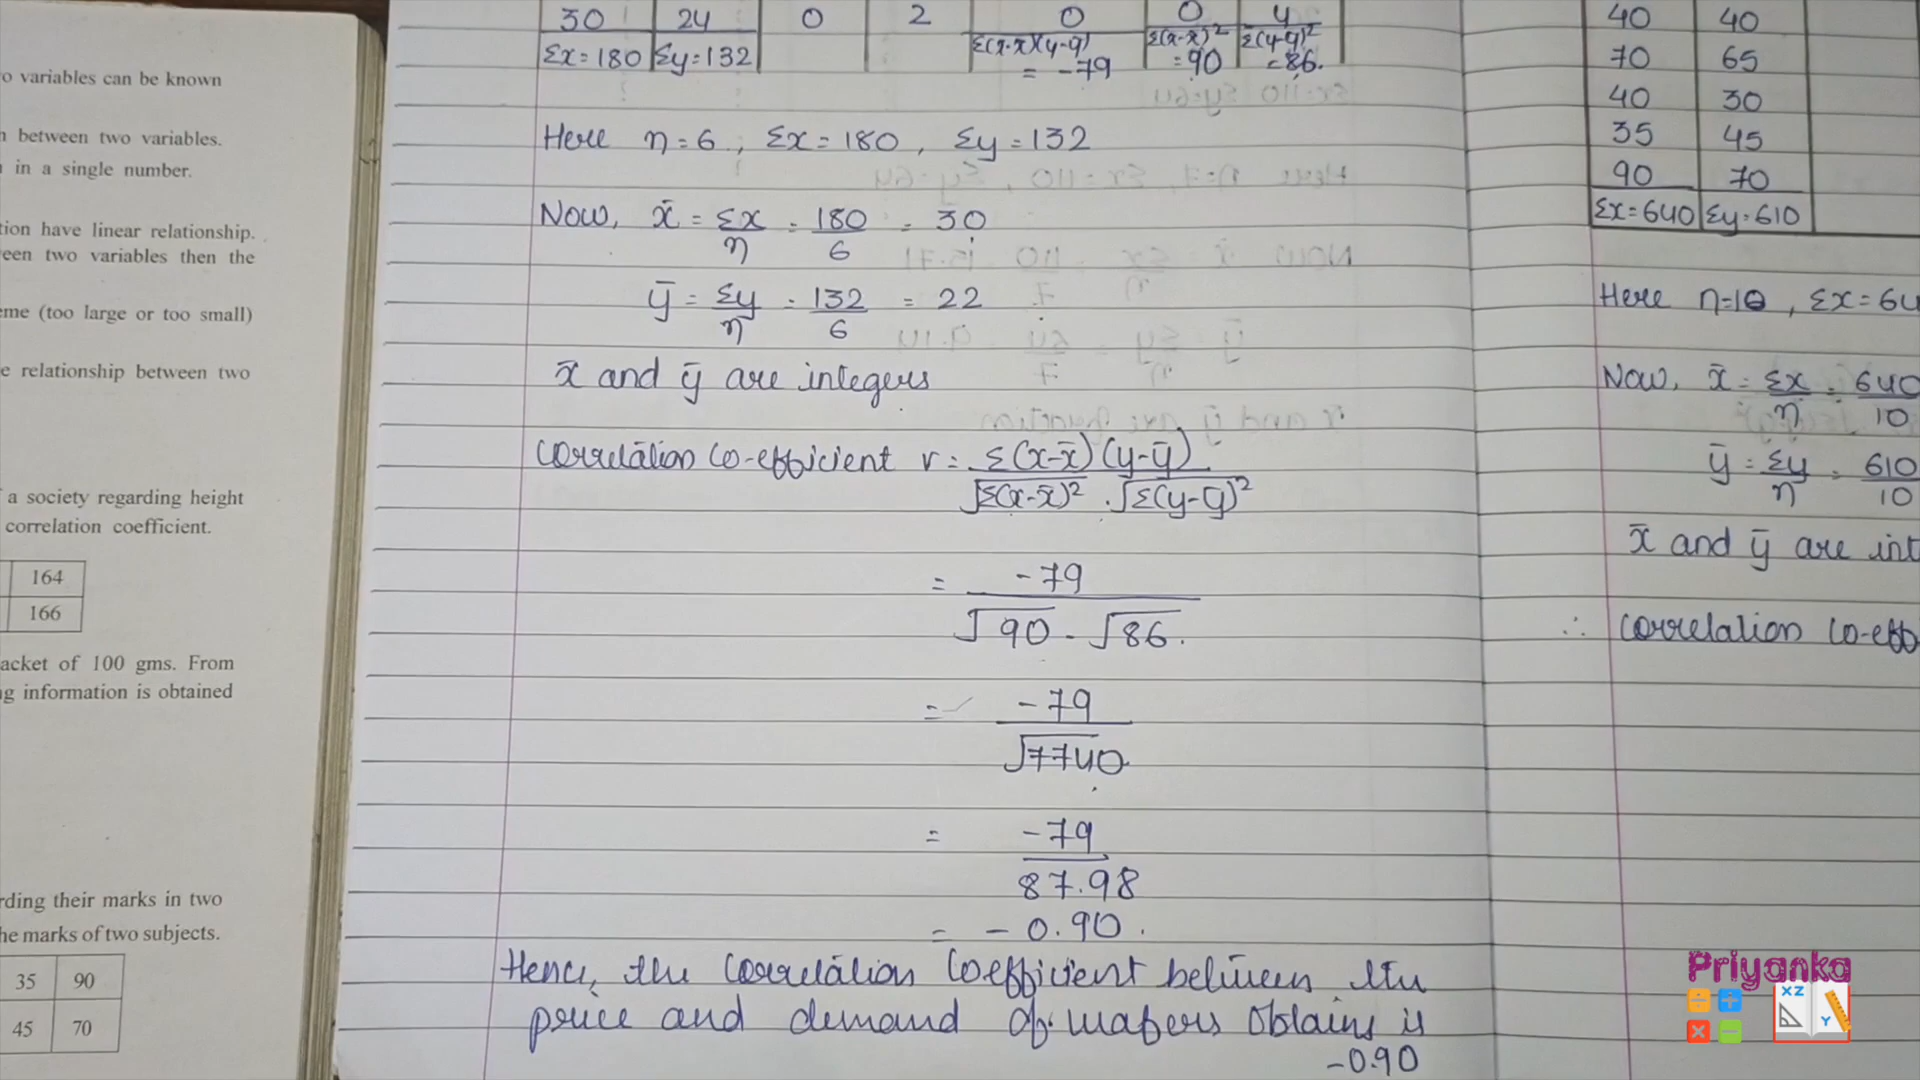 o variables can be known
n between two variables.
in a single number.
tion have linear relationship.
een two variables then the
eme (too large or too small)
e relationship between two
a society regarding height
correlation coefficient.
164
166
acket of 100 gms. From
ng information is obtained
rding their marks in two
he marks of two subjects.
35 90
45 70
30 24 0 2 0 0 4
Σx=180 Σy=132 Σ(x-x̄)(y-ȳ) = -79 Σ(x-x̄)² =90 Σ(y-ȳ)² =86.
Here n=6, Σx=180, Σy=132
Now, x̄ = Σx/n = 180/6 = 30
ȳ = Σy/n = 132/6 = 22
x̄ and ȳ are integers
Correlation Co-efficient r = Σ(x-x̄)(y-ȳ) / √Σ(x-x̄)² . √Σ(y-ȳ)²
= -79 / √90 . √86.
= -79 / √7740
= -79 / 87.98
= -0.90.
Hence, the Correlation Coefficient between the
price and demand of wafers obtains is
-0.90
40 40
70 65
40 30
35 45
90 70
Σx=640 Σy=610
Here n=10, Σx=64
Now, x̄ = Σx/n = 640/10
ȳ = Σy/n = 610/10
x̄ and ȳ are int
∴ Correlation Co-eff
Priyanka
XZ
Y